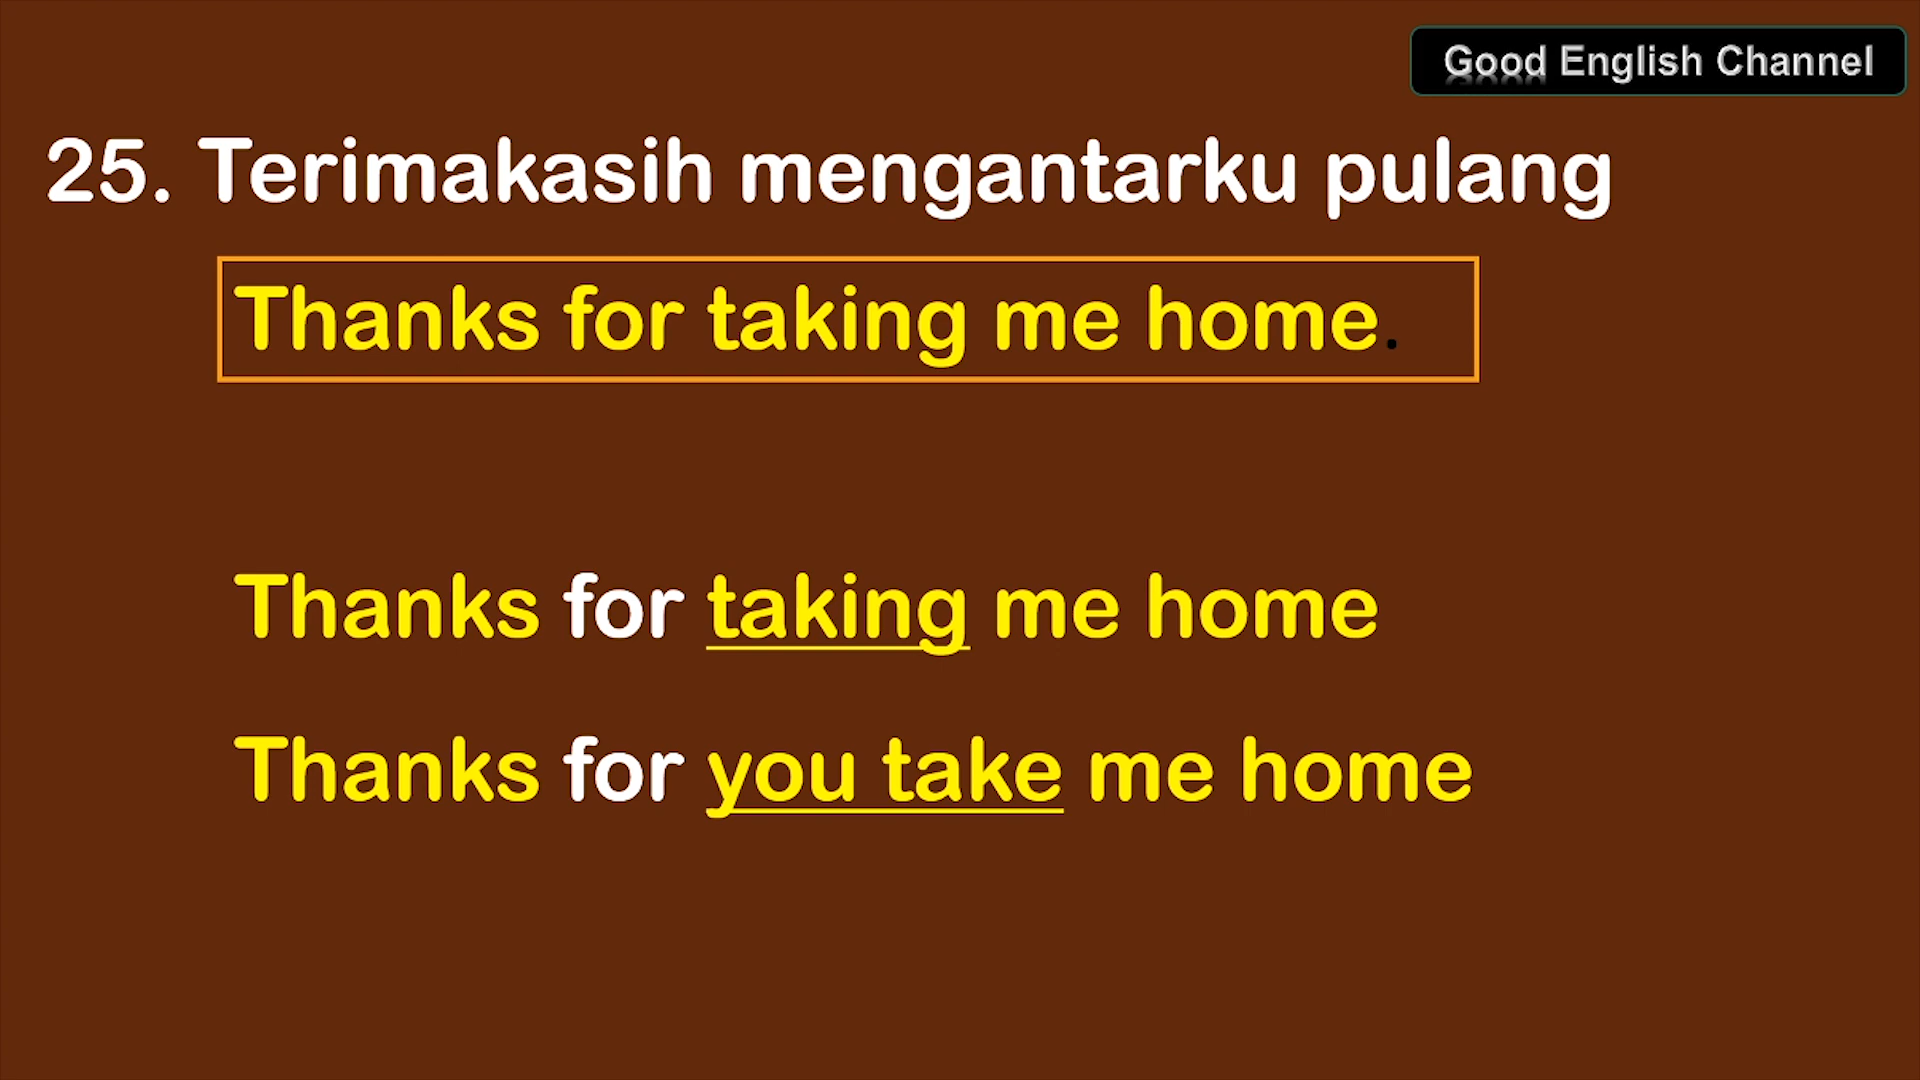 Good English Channel
25. Terimakasih mengantarku pulang
Thanks for taking me home.
Thanks for taking me home
Thanks for you take me home